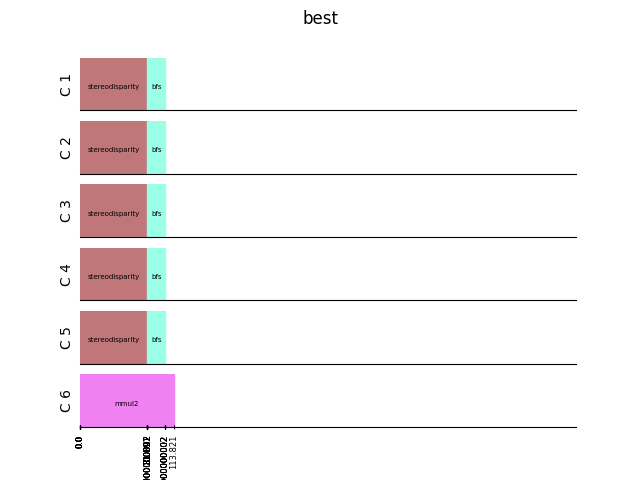 best
C 1
stereodisparity
bfs
C 2
stereodisparity
bfs
C 3
stereodisparity
bfs
C 4
stereodisparity
bfs
C 5
stereodisparity
bfs
C 6
mmul2
0.0
113.821